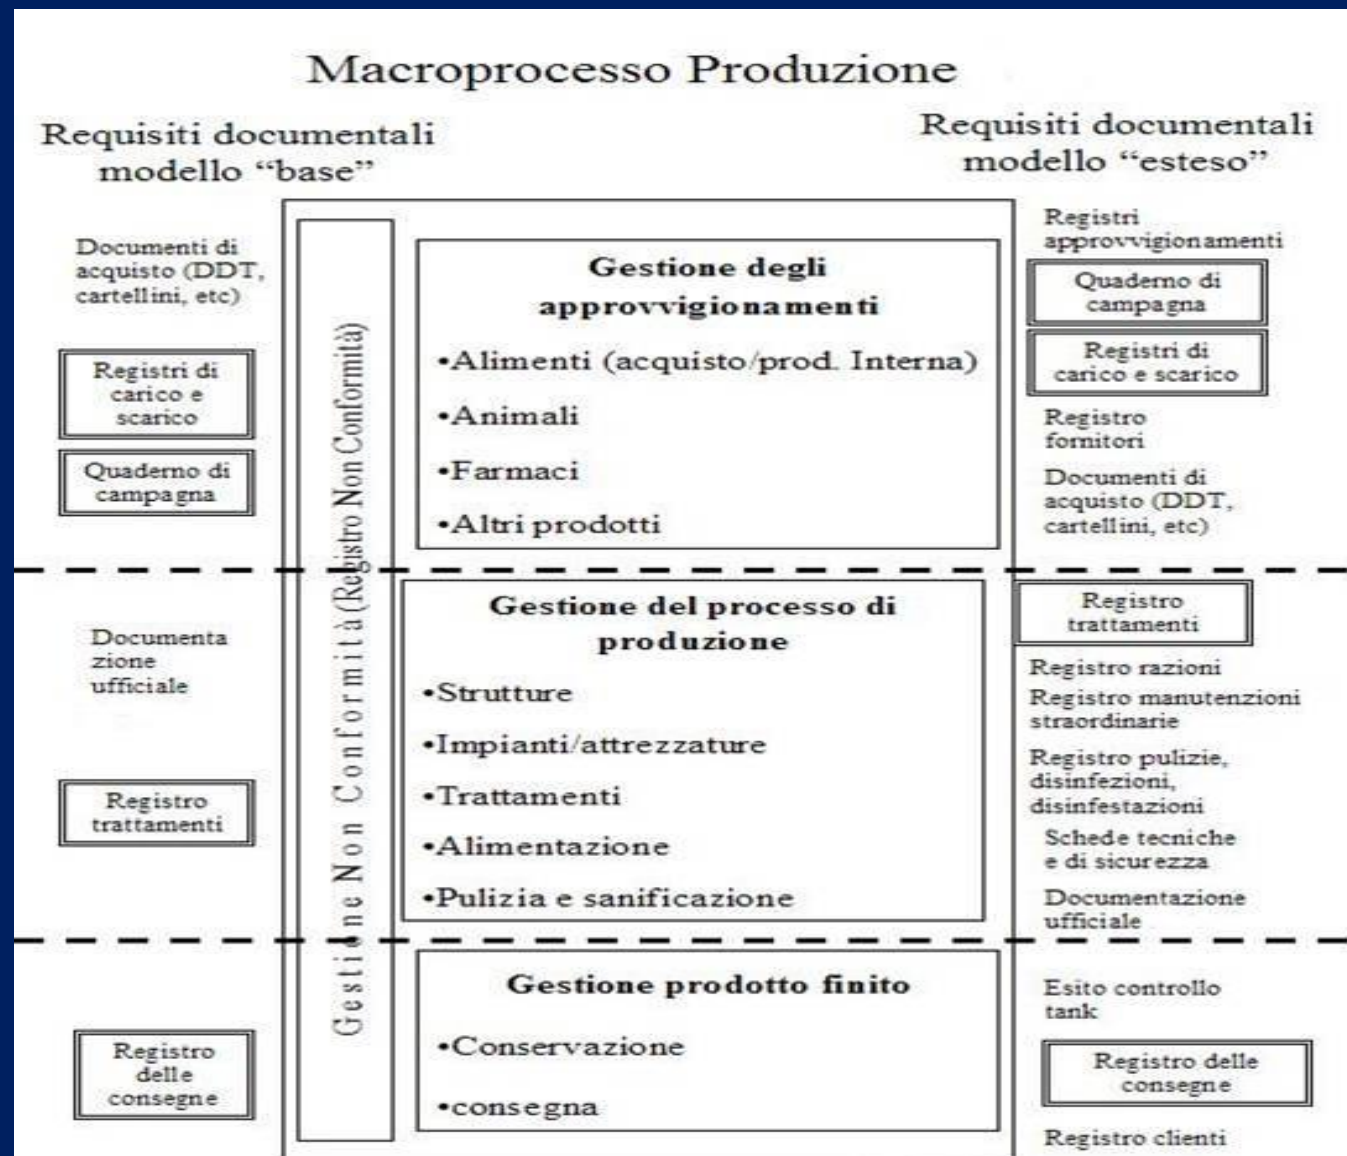 Macroprocesso Produzione
Requisiti documentali
modello “base”
Requisiti documentali
modello “esteso”
Documenti di
acquisto (DDT,
cartellini, etc)
Registri di
carico e
scarico
Quaderno di
campagna
Gestione Non Conformità (Registro Non Conformità)
Gestione degli
approvvigionamenti
•Alimenti (acquisto/prod. Interna)
•Animali
•Farmaci
•Altri prodotti
Registri
approvvigionamenti
Quaderno di
campagna
Registri di
carico e scarico
Registro
fornitori
Documenti di
acquisto (DDT,
cartellini, etc)
Documenta
zione
ufficiale
Registro
trattamenti
Gestione del processo di
produzione
•Strutture
•Impianti/attrezzature
•Trattamenti
•Alimentazione
•Pulizia e sanificazione
Registro
trattamenti
Registro razioni
Registro manutenzioni
straordinarie
Registro pulizie,
disinfezioni,
disinfestazioni
Schede tecniche
e di sicurezza
Documentazione
ufficiale
Registro
delle
consegne
Gestione prodotto finito
•Conservazione
•consegna
Esito controllo
tank
Registro delle
consegne
Registro clienti